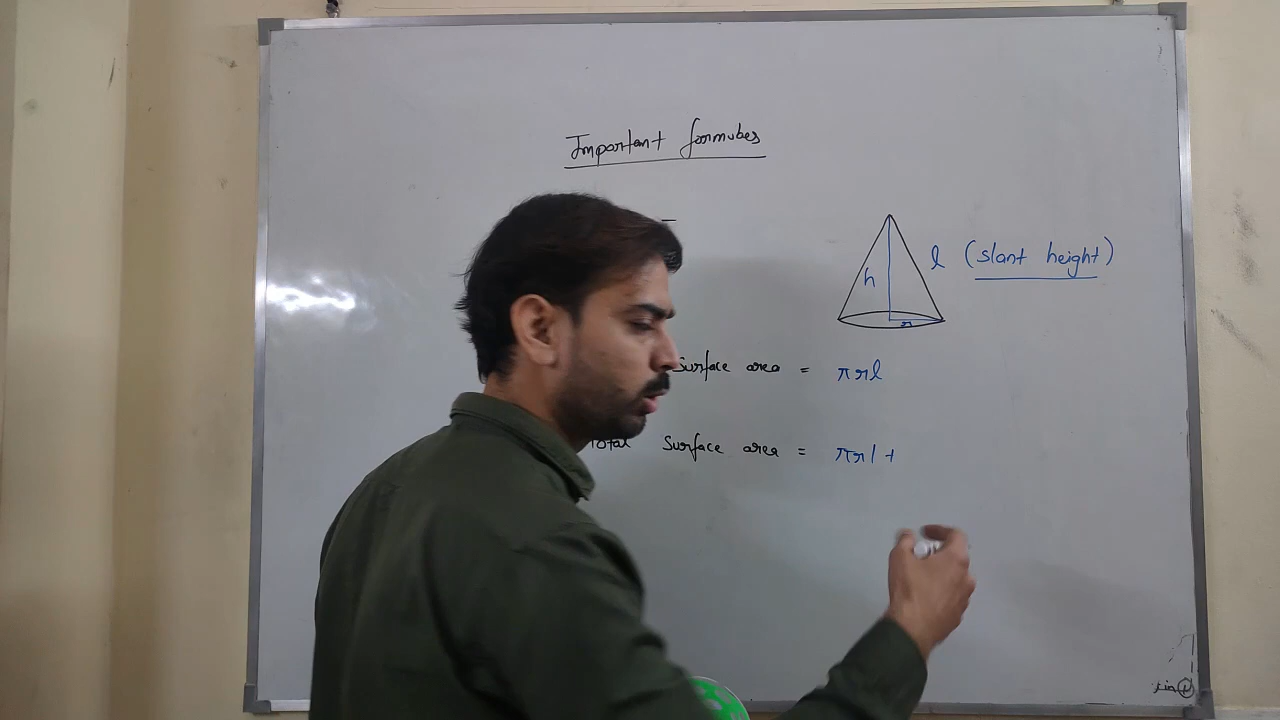 Important formules
h
l (slant height)
r
Surface area = πrl
Total Surface area = πrl +